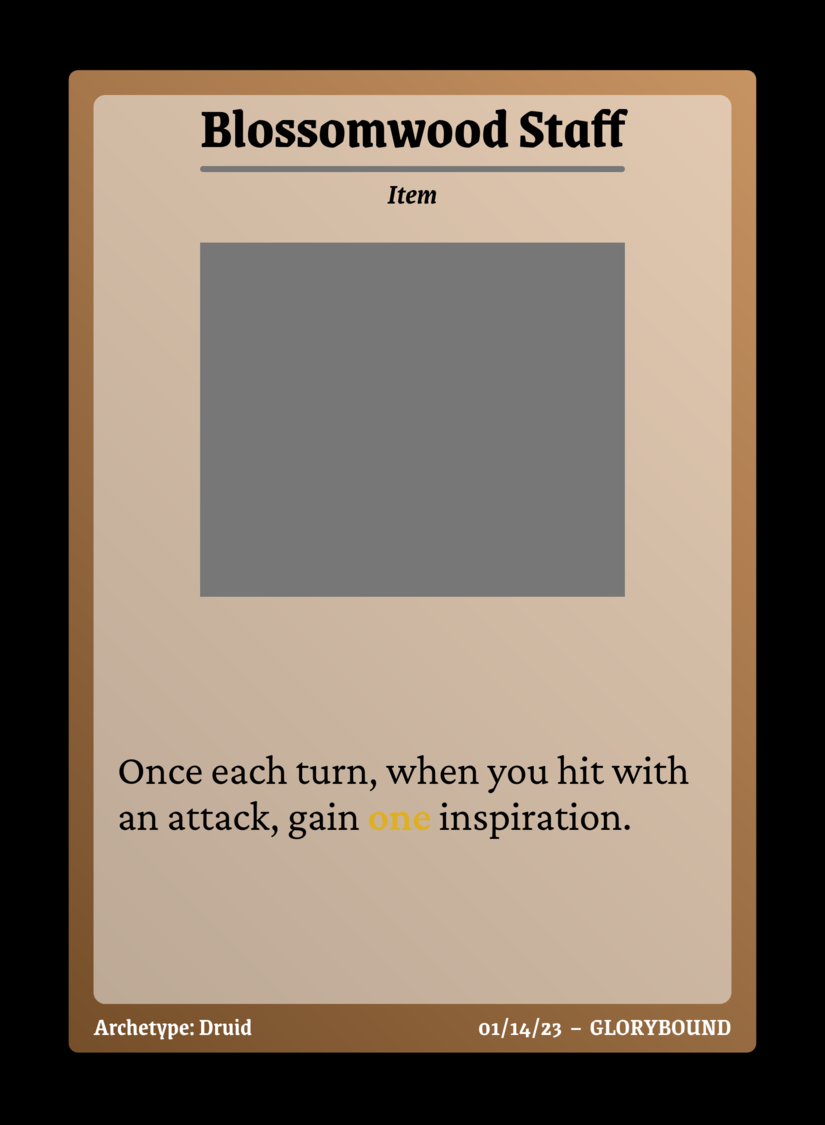 Blossomwood Staff
Item
Once each turn, when you hit with
an attack, gain one inspiration.
Archetype: Druid
01/14/23 – GLORYBOUND